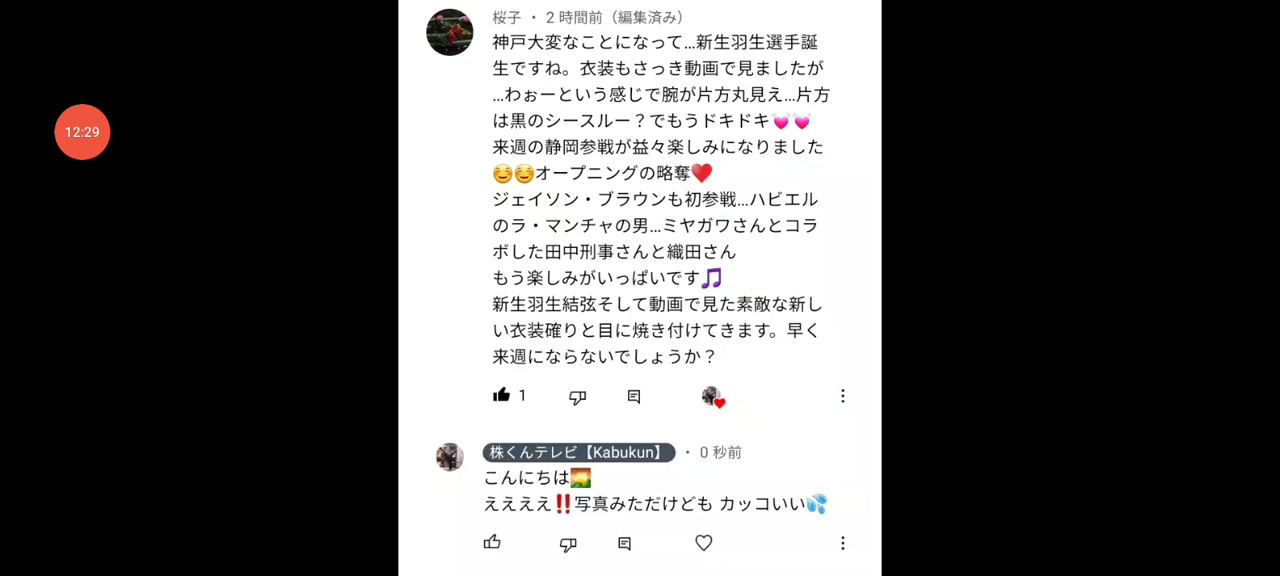 桜子 ・ 2 時間前（編集済み）
神戸大変なことになって…新生羽生選手誕
生ですね。衣装もさっき動画で見ましたが
…わぉーという感じで腕が片方丸見え…片方
は黒のシースルー？でもうドキドキ💓💓
来週の静岡参戦が益々楽しみになりました
☺️☺️オープニングの略奪❤️
ジェイソン・ブラウンも初参戦…ハビエル
のラ・マンチャの男…ミヤガワさんとコラ
ボした田中刑事さんと織田さん
もう楽しみがいっぱいです🎵
新生羽生結弦そして動画で見た素敵な新し
い衣装確りと目に焼き付けてきます。早く
来週にならないでしょうか？
1
12:29
株くんテレビ【Kabukun】 ・ 0 秒前
こんにちは🌄
ええええ‼️写真みただけども カッコいい💦